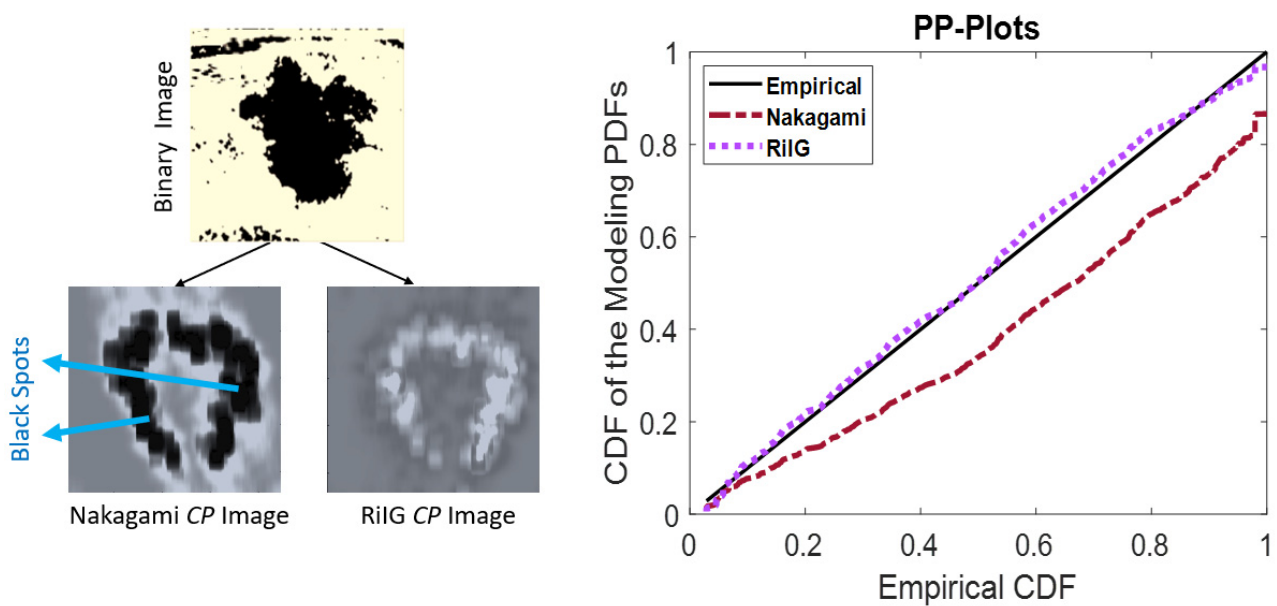 Binary Image
Black Spots
Nakagami CP Image
RiIG CP Image
PP-Plots
Empirical
Nakagami
RiIG
CDF of the Modeling PDFs
1
0.8
0.6
0.4
0.2
0
0 0.2 0.4 0.6 0.8 1
Empirical CDF